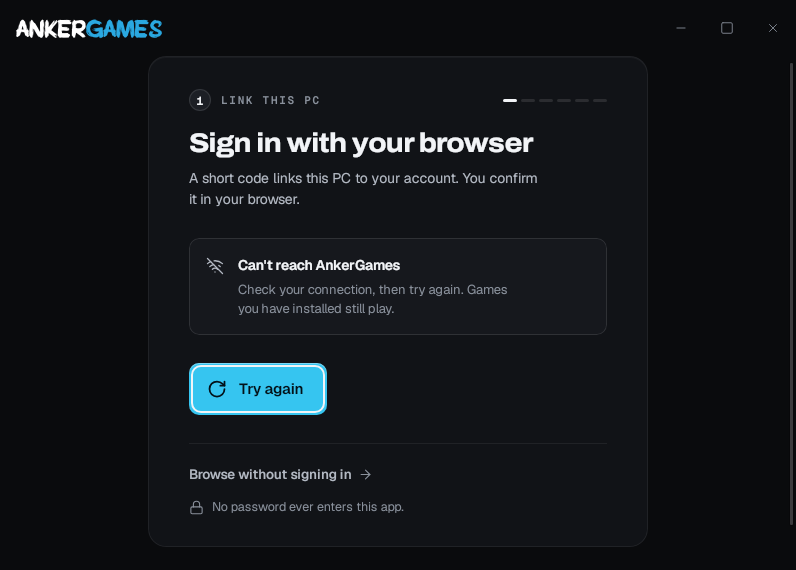 ANKERGAMES
1 LINK THIS PC
Sign in with your browser
A short code links this PC to your account. You confirm
it in your browser.
Can't reach AnkerGames
Check your connection, then try again. Games
you have installed still play.
Try again
Browse without signing in →
No password ever enters this app.